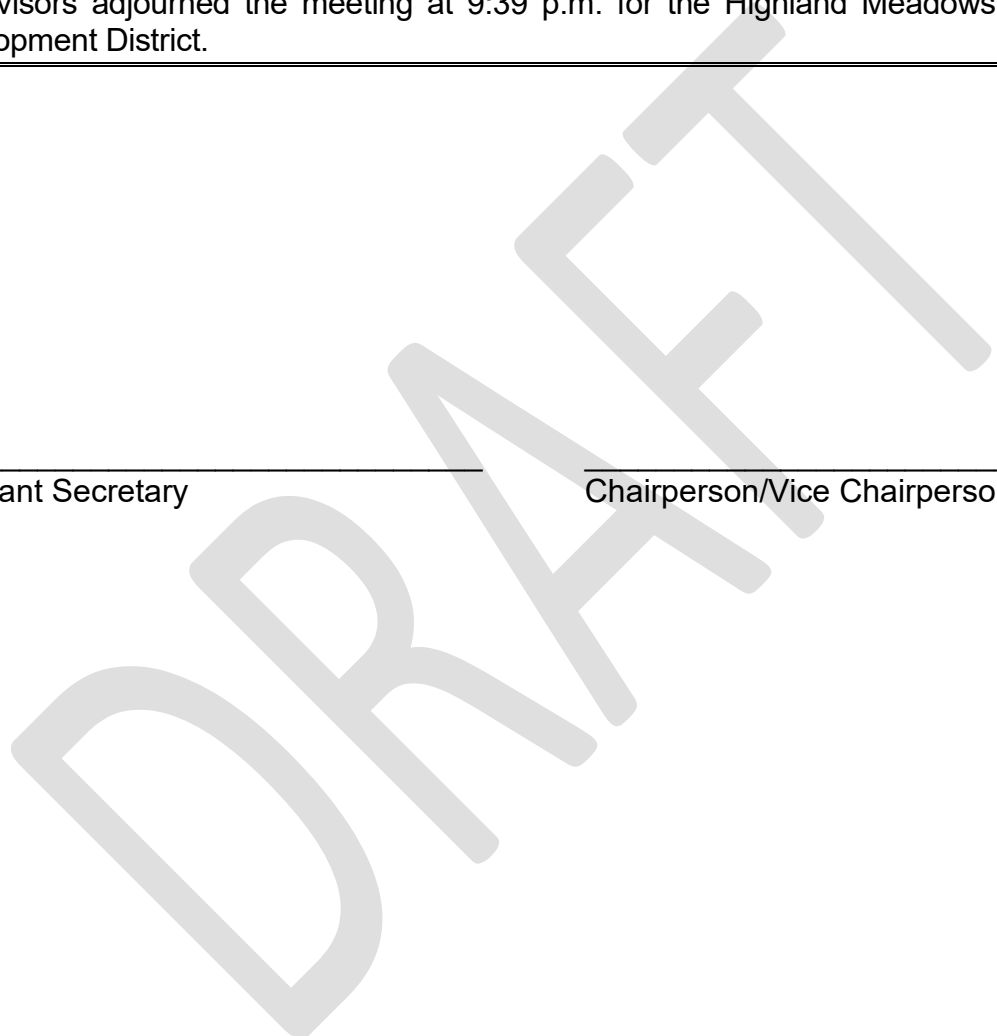 visors adjourned the meeting at 9:39 p.m. for the Highland Meadows
opment District.
ant Secretary Chairperson/Vice Chairperso
DRAFT